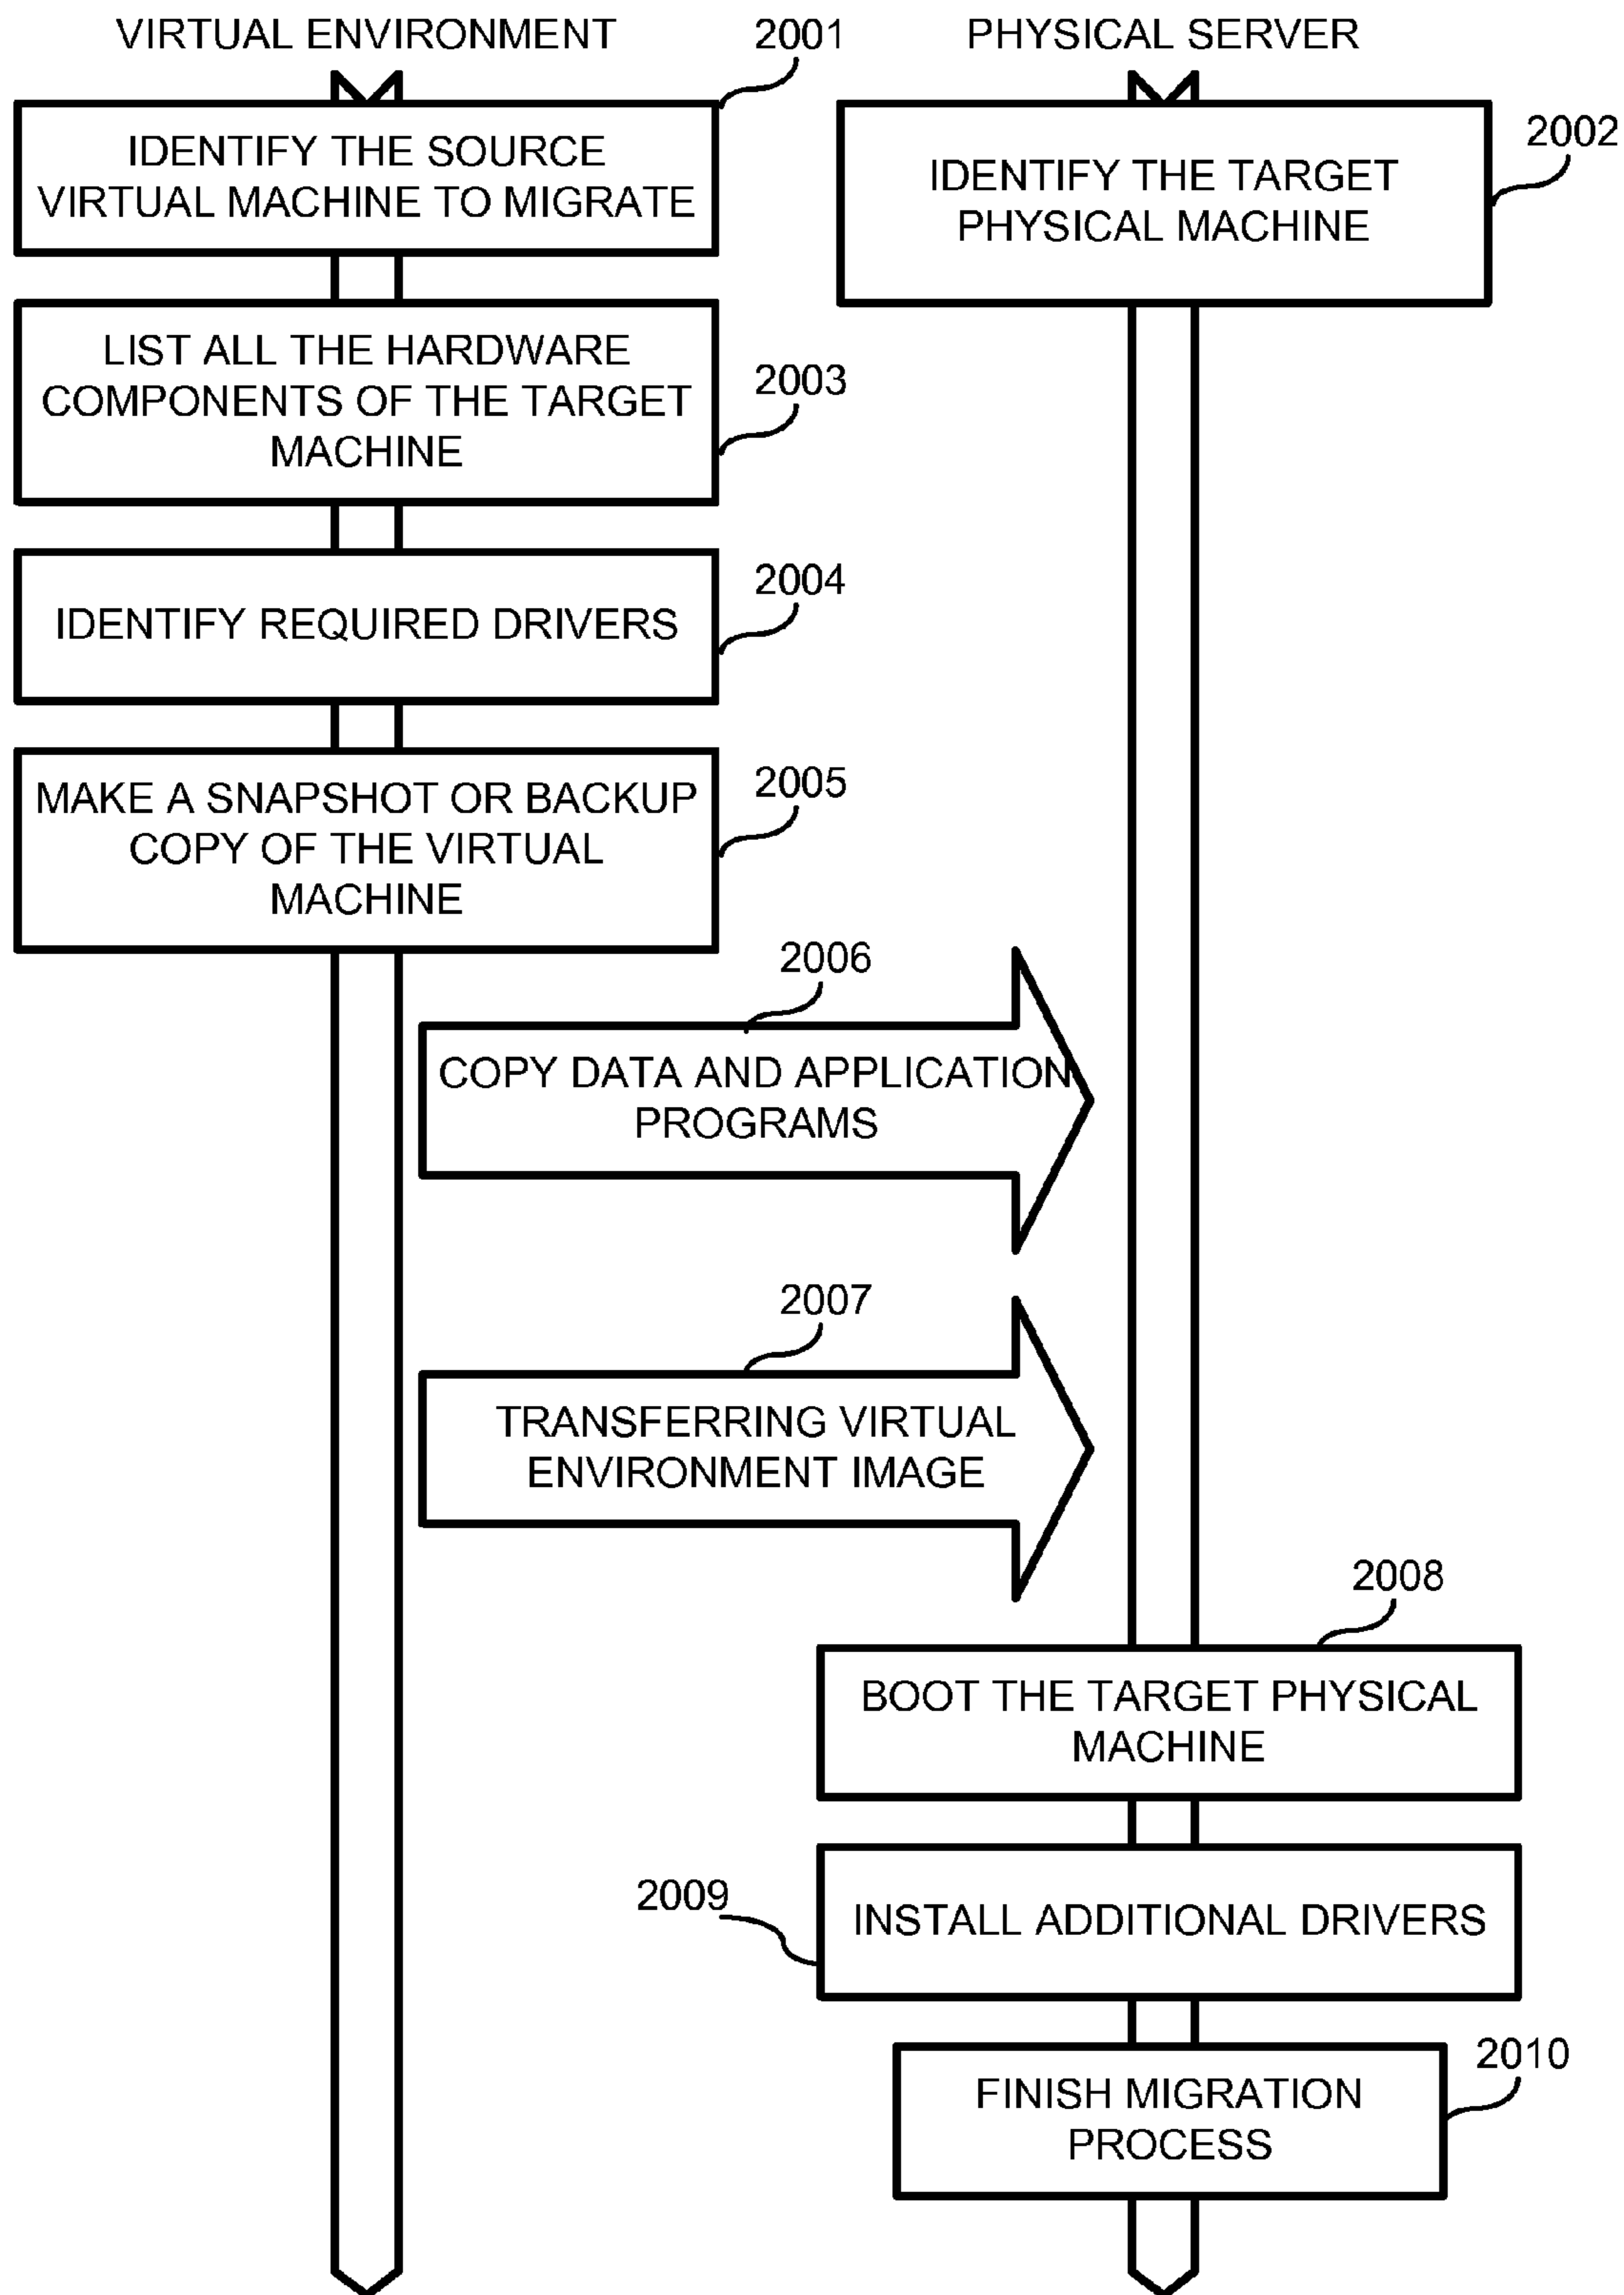 VIRTUAL ENVIRONMENT
2001
PHYSICAL SERVER
IDENTIFY THE SOURCE
VIRTUAL MACHINE TO MIGRATE
2002
IDENTIFY THE TARGET
PHYSICAL MACHINE
LIST ALL THE HARDWARE
COMPONENTS OF THE TARGET
MACHINE
2003
IDENTIFY REQUIRED DRIVERS
2004
MAKE A SNAPSHOT OR BACKUP
COPY OF THE VIRTUAL
MACHINE
2005
2006
COPY DATA AND APPLICATION
PROGRAMS
2007
TRANSFERRING VIRTUAL
ENVIRONMENT IMAGE
2008
BOOT THE TARGET PHYSICAL
MACHINE
2009
INSTALL ADDITIONAL DRIVERS
2010
FINISH MIGRATION
PROCESS